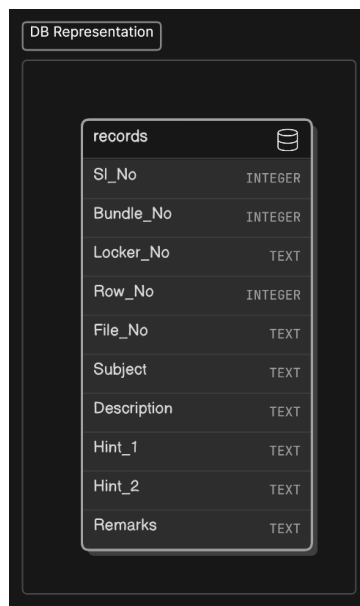 DB Representation
records
Sl_No INTEGER
Bundle_No INTEGER
Locker_No TEXT
Row_No INTEGER
File_No TEXT
Subject TEXT
Description TEXT
Hint_1 TEXT
Hint_2 TEXT
Remarks TEXT